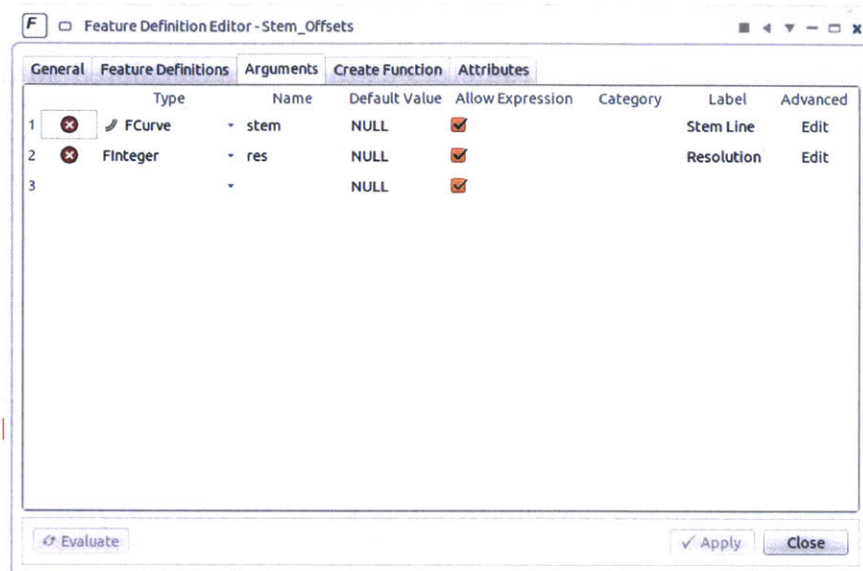 F Feature Definition Editor - Stem_Offsets
General Feature Definitions Arguments Create Function Attributes
Type Name Default Value Allow Expression Category Label Advanced
1 FCurve stem NULL Stem Line Edit
2 FInteger res NULL Resolution Edit
3 NULL
Evaluate Apply Close